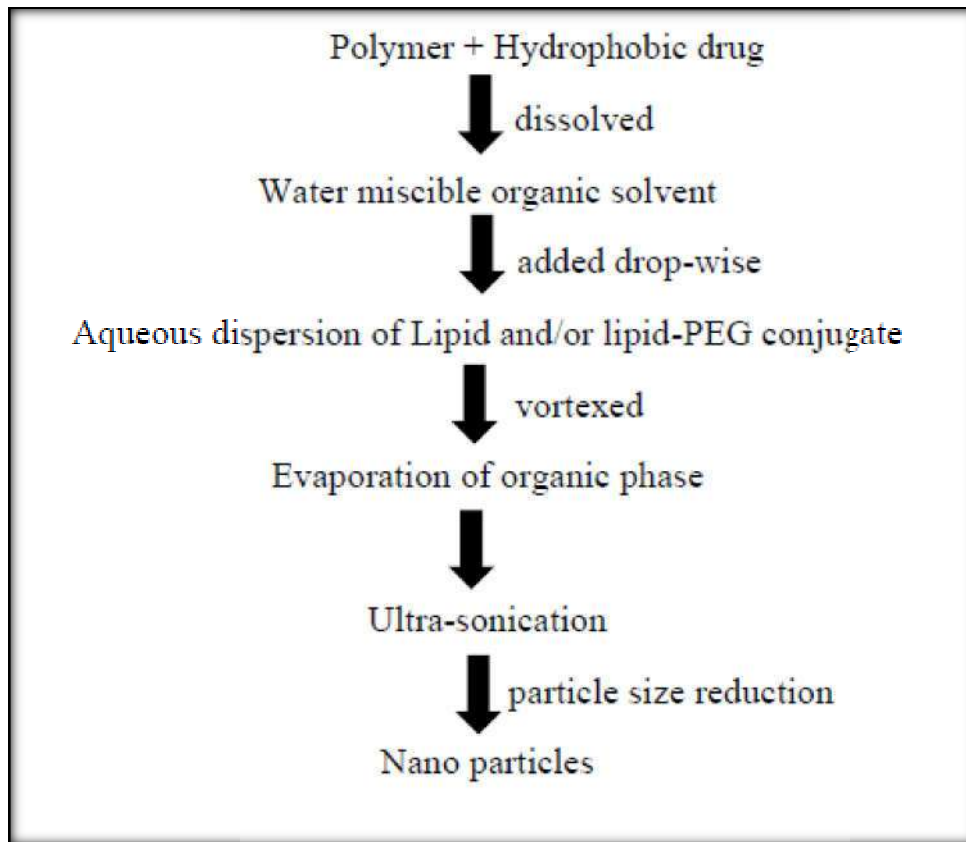 Polymer + Hydrophobic drug
dissolved
Water miscible organic solvent
added drop-wise
Aqueous dispersion of Lipid and/or lipid-PEG conjugate
vortexed
Evaporation of organic phase
Ultra-sonication
particle size reduction
Nano particles